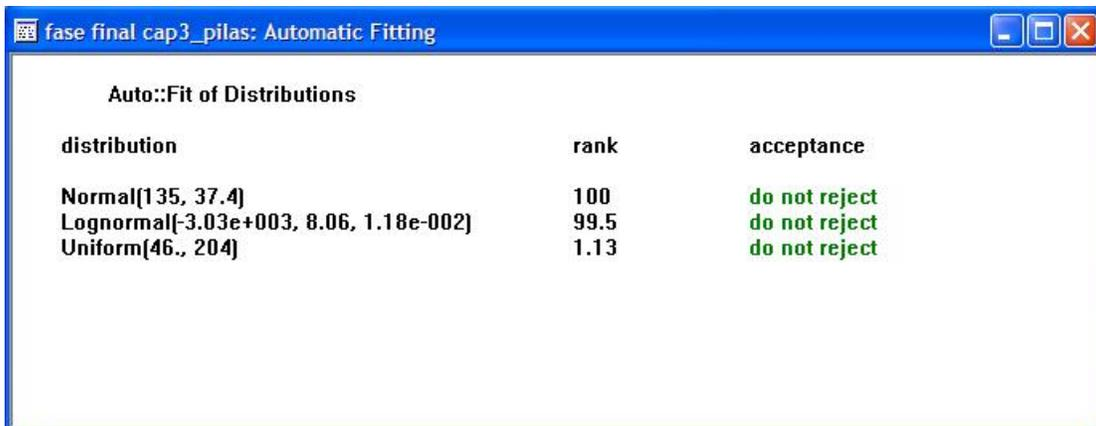 fase final cap3_pilas: Automatic Fitting
Auto::Fit of Distributions
distribution rank acceptance
Normal(135, 37.4) 100 do not reject
Lognormal(-3.03e+003, 8.06, 1.18e-002) 99.5 do not reject
Uniform(46., 204) 1.13 do not reject